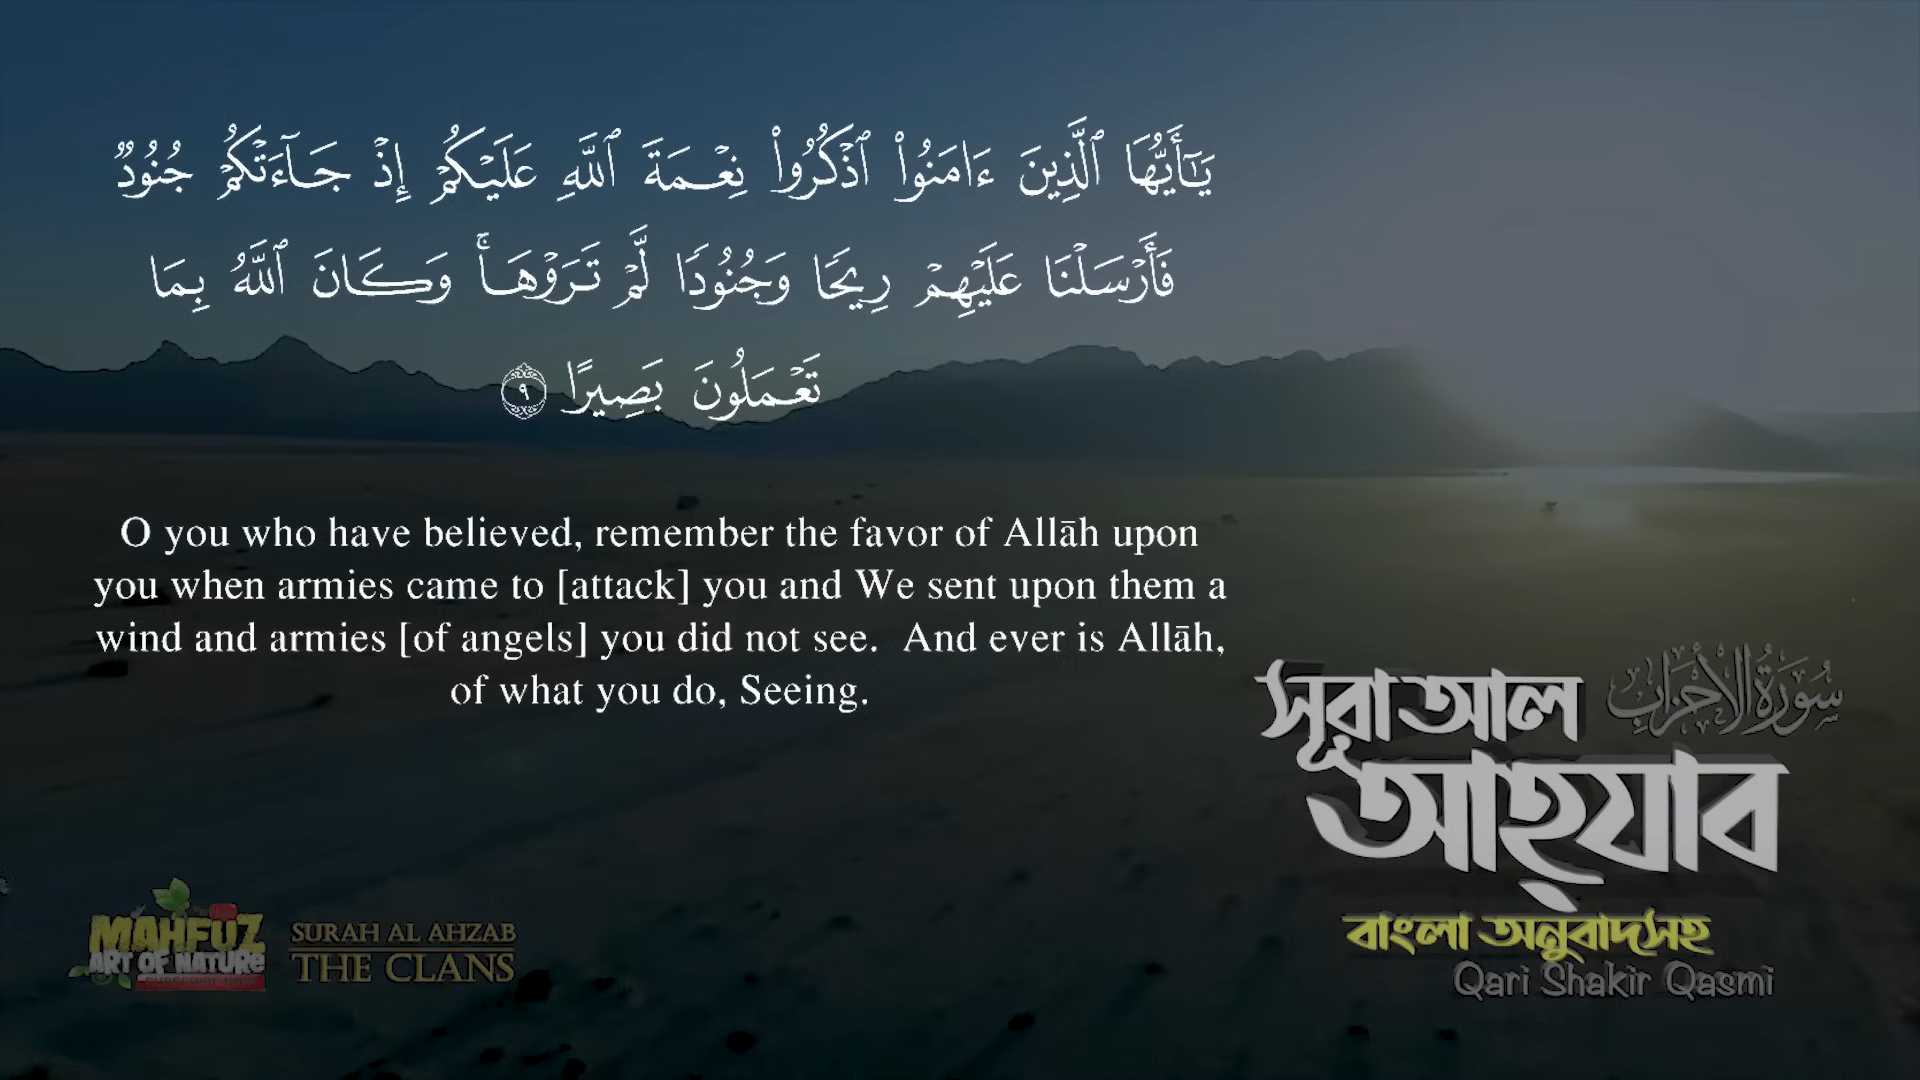 يَـٰٓأَيُّهَا ٱلَّذِينَ ءَامَنُوا۟ ٱذْكُرُوا۟ نِعْمَةَ ٱللَّهِ عَلَيْكُمْ إِذْ جَآءَتْكُمْ جُنُودٌ
فَأَرْسَلْنَا عَلَيْهِمْ رِيحًا وَجُنُودًا لَّمْ تَرَوْهَا ۚ وَكَانَ ٱللَّهُ بِمَا
تَعْمَلُونَ بَصِيرًا ٩
O you who have believed, remember the favor of Allāh upon
you when armies came to [attack] you and We sent upon them a
wind and armies [of angels] you did not see. And ever is Allāh,
of what you do, Seeing.
সূরা আল
سُورَةُ الأَحْزَاب
আহযাব
বাংলা অনুবাদসহ
Qari Shakir Qasmi
MAHFUZ
ART OF NATURE
SURAH AL AHZAB
THE CLANS